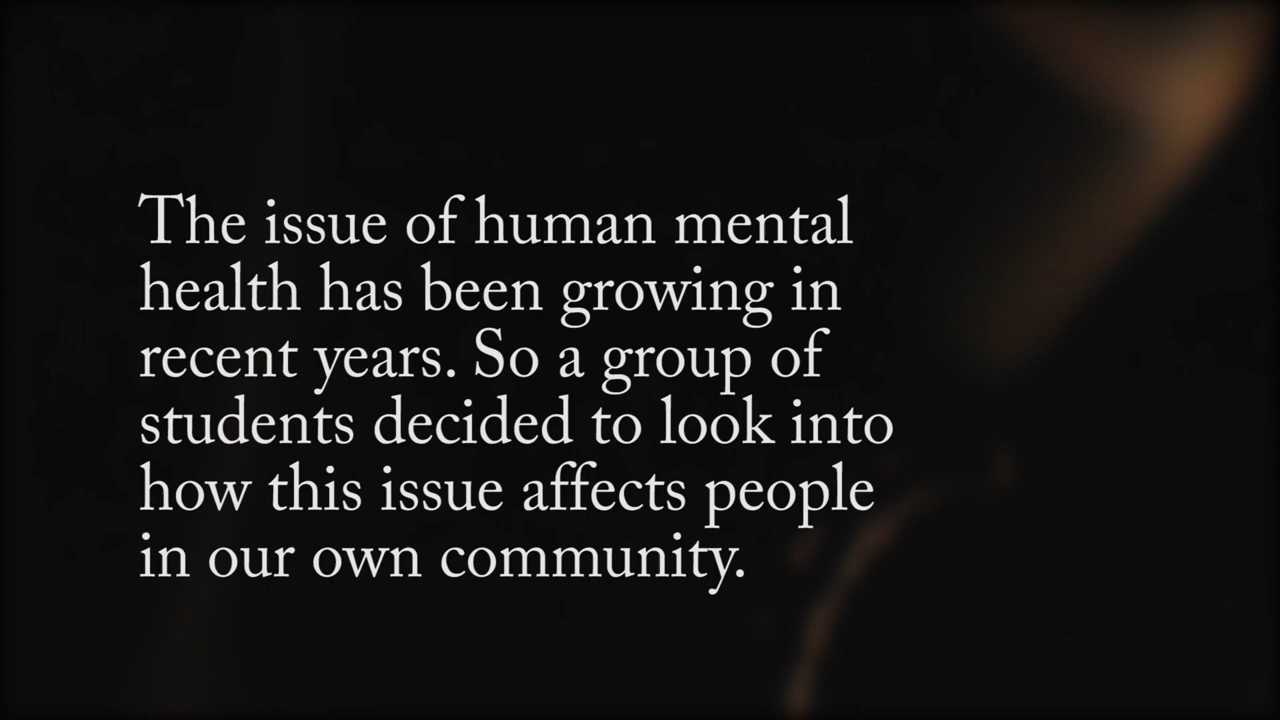 The issue of human mental
health has been growing in
recent years. So a group of
students decided to look into
how this issue affects people
in our own community.